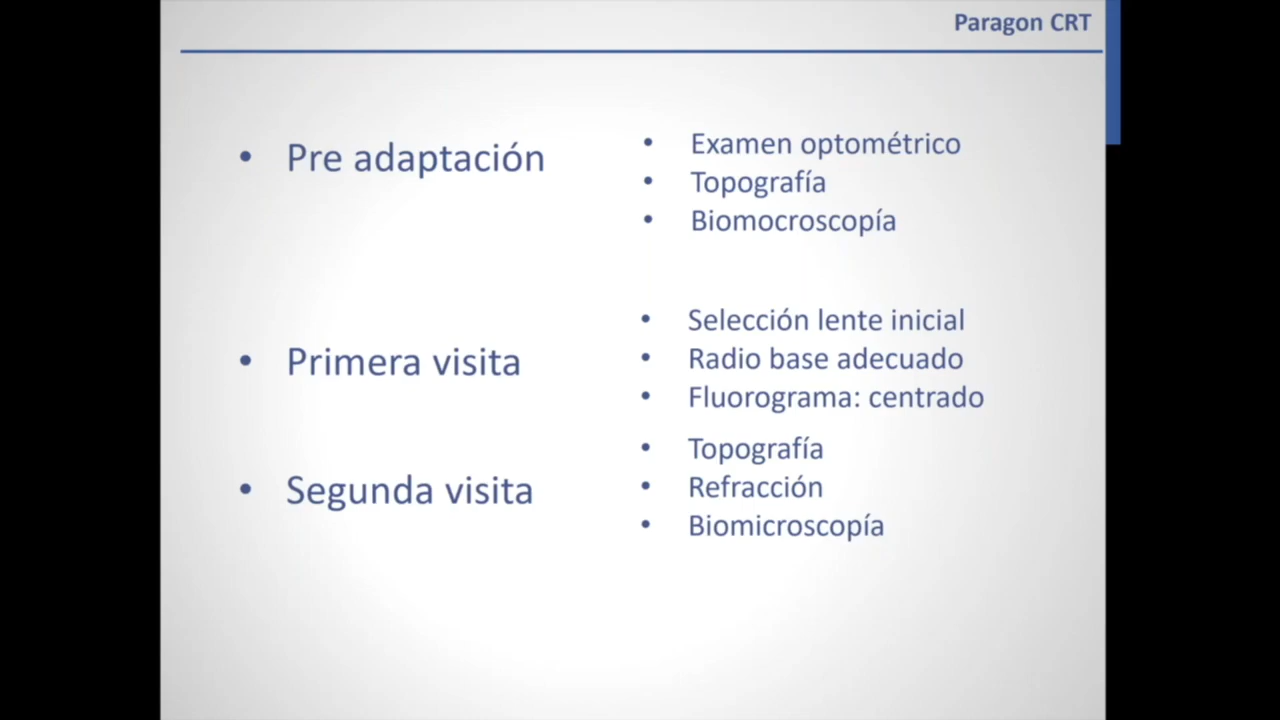 Paragon CRT
• Pre adaptación
• Examen optométrico
• Topografía
• Biomocroscopía
• Primera visita
• Selección lente inicial
• Radio base adecuado
• Fluorograma: centrado
• Segunda visita
• Topografía
• Refracción
• Biomicroscopía